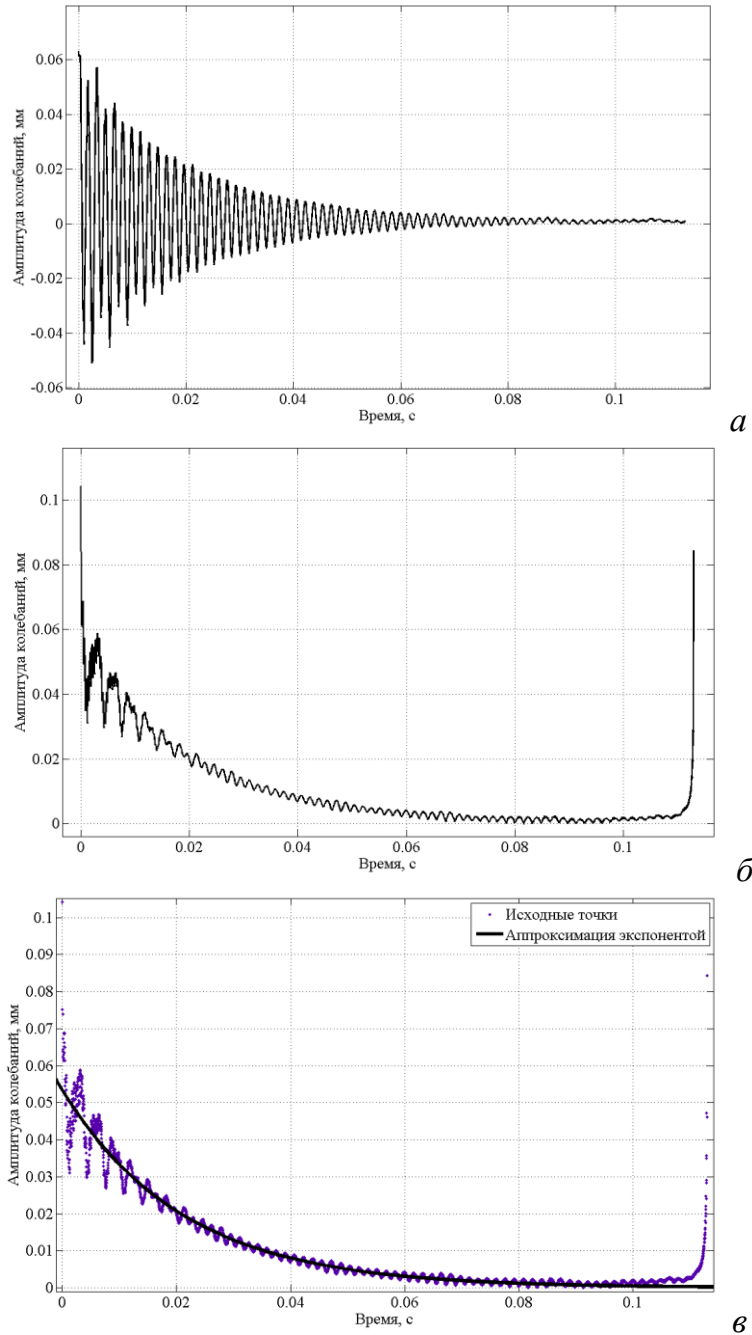 0.06
0.04
0.02
0
-0.02
-0.04
-0.06
Амплитуда колебаний, мм
0 0.02 0.04 0.06 0.08 0.1
Время, с
а
0.1
0.08
0.06
0.04
0.02
0
Амплитуда колебаний, мм
0 0.02 0.04 0.06 0.08 0.1
Время, с
б
Исходные точки
Аппроксимация экспонентой
0.1
0.09
0.08
0.07
0.06
0.05
0.04
0.03
0.02
0.01
0
Амплитуда колебаний, мм
0 0.02 0.04 0.06 0.08 0.1
Время, с
в